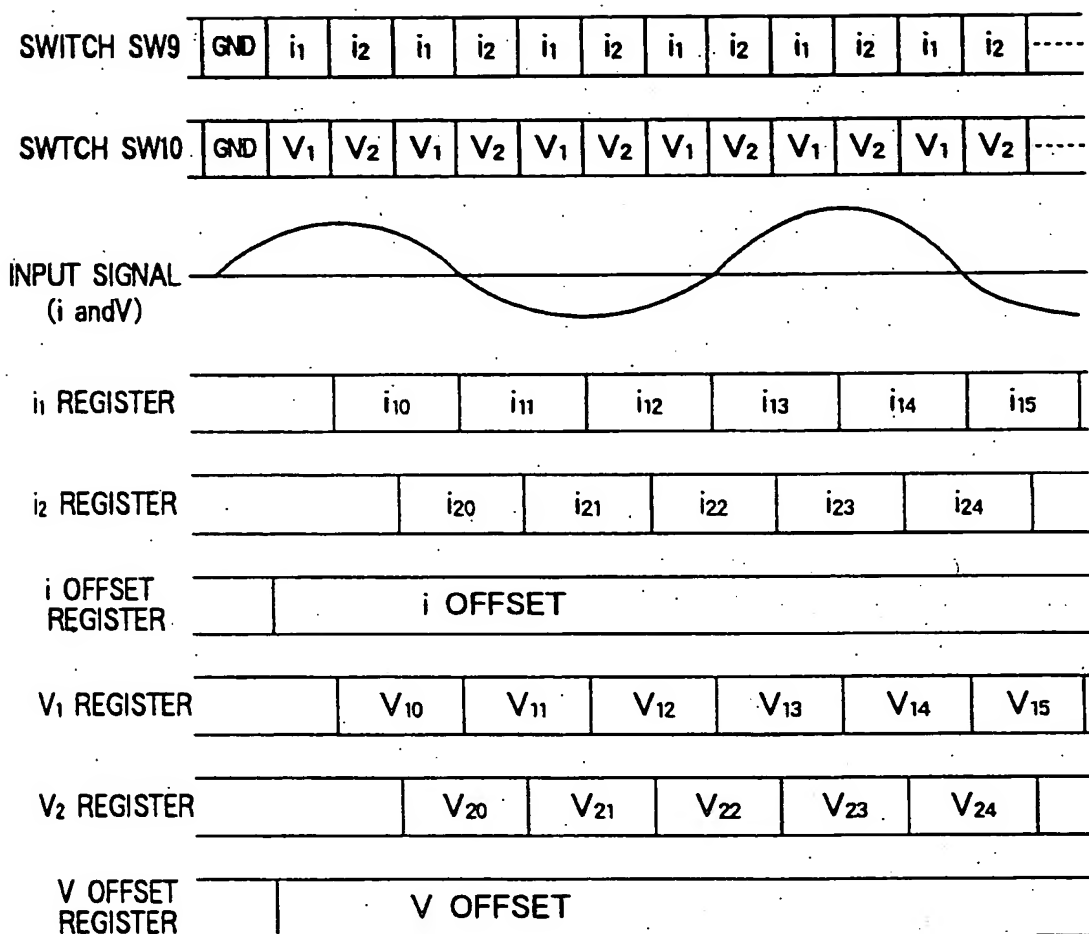 SWITCH SW9 GND i1 i2 i1 i2 i1 i2 i1 i2 i1 i2 i1 i2 -----
SWTCH SW10 GND V1 V2 V1 V2 V1 V2 V1 V2 V1 V2 V1 V2 -----
INPUT SIGNAL
(i andV)
i1 REGISTER i10 i11 i12 i13 i14 i15
i2 REGISTER i20 i21 i22 i23 i24
i OFFSET
REGISTER
i OFFSET
V1 REGISTER V10 V11 V12 V13 V14 V15
V2 REGISTER V20 V21 V22 V23 V24
V OFFSET
REGISTER
V OFFSET